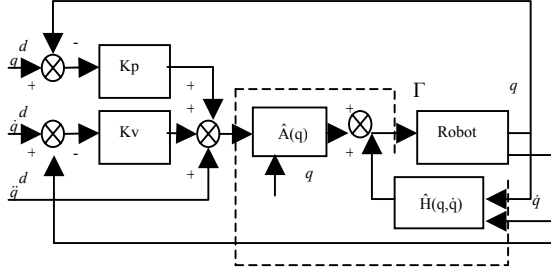 d
q
-
+
Kp
+
+
Γ
q
d
q̇
-
+
Kv
+
Â(q)
+
+
Robot
d
q̈
+
q
Ĥ(q,q̇)
q̇